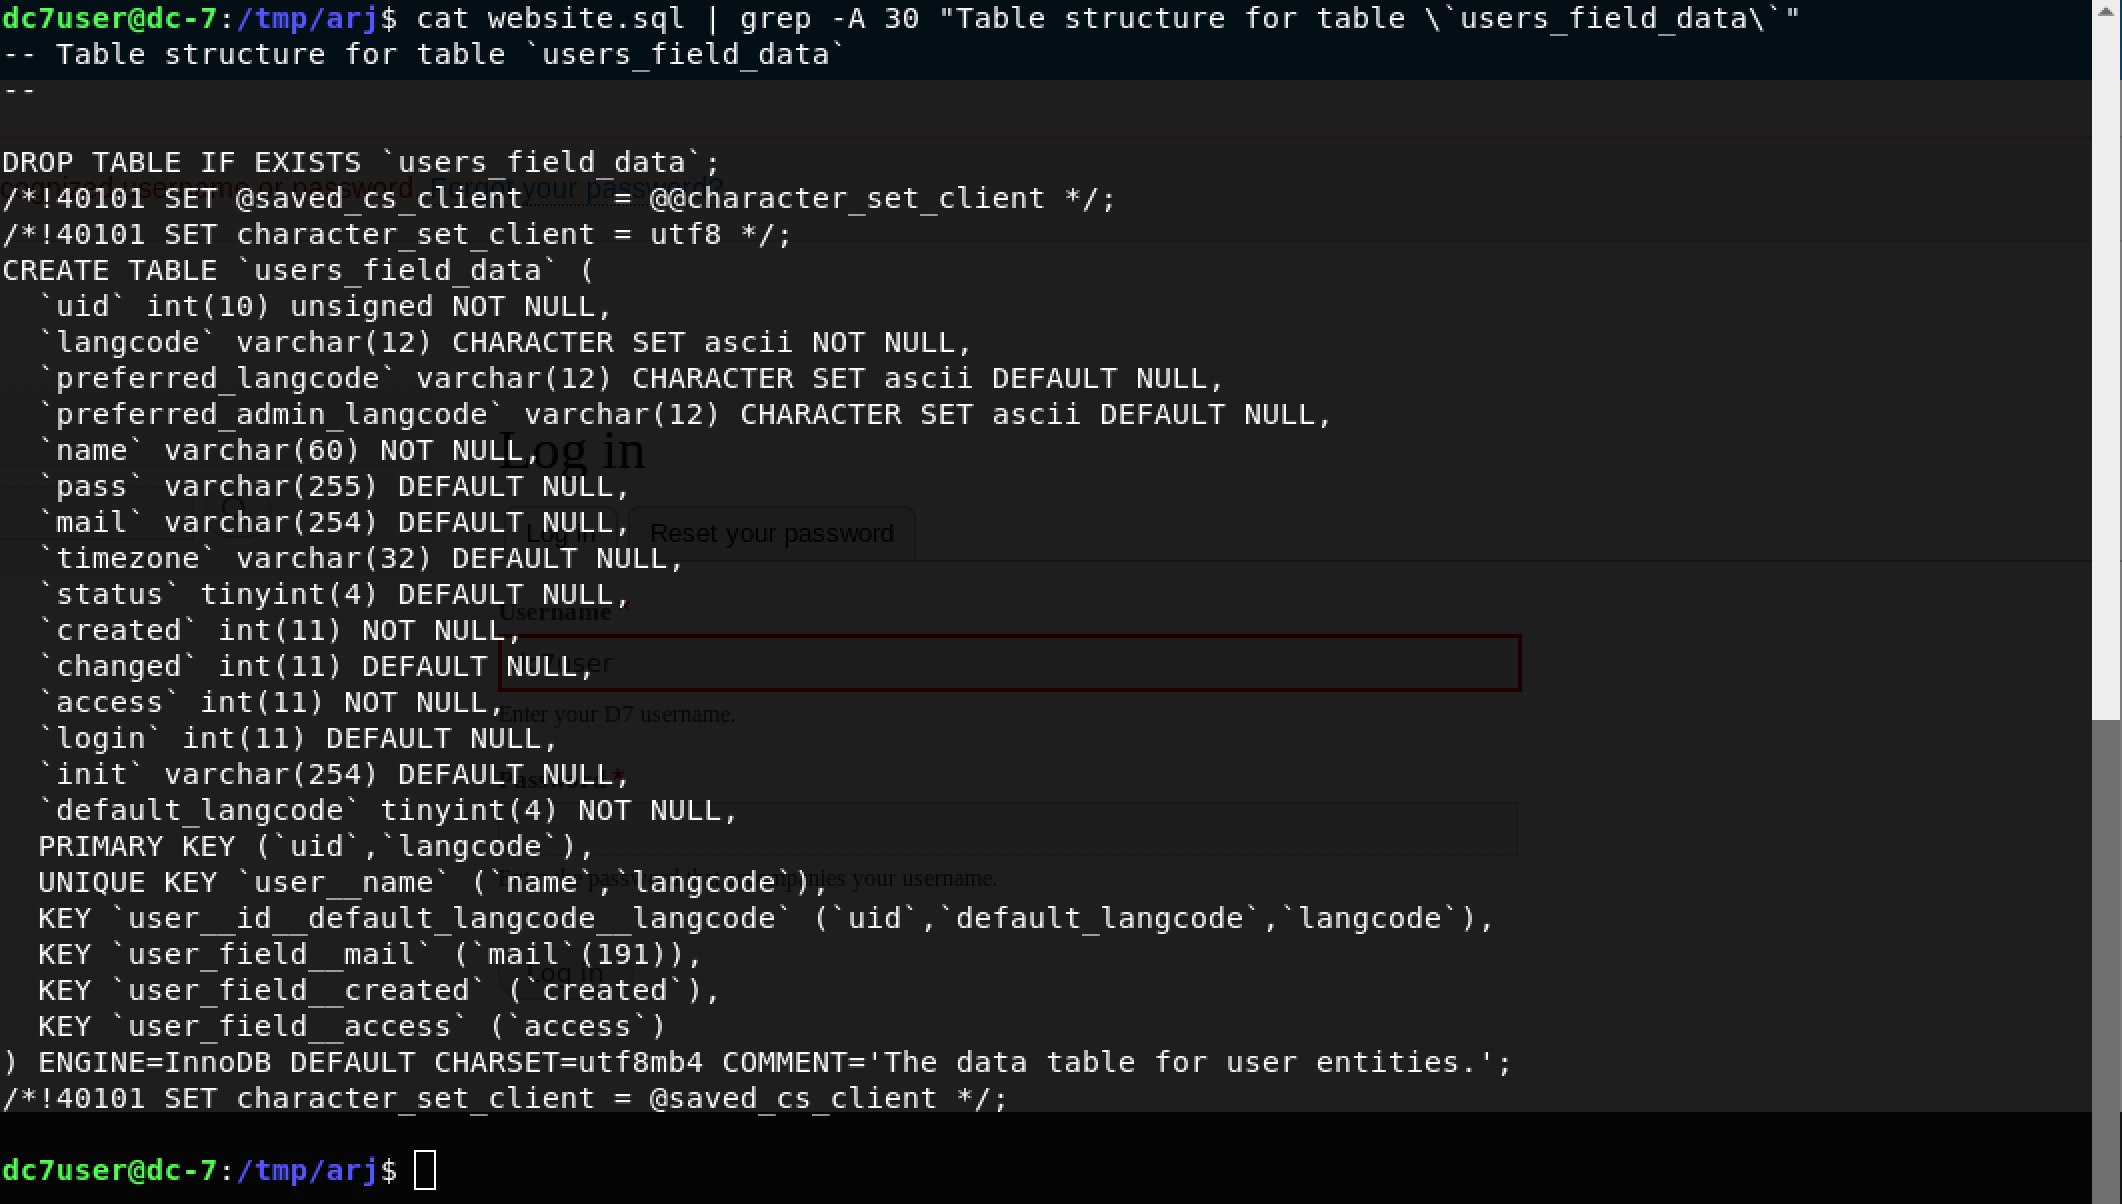 dc7user@dc-7:/tmp/arj$ cat website.sql | grep -A 30 "Table structure for table \`users_field_data\`"
-- Table structure for table `users_field_data`
--
DROP TABLE IF EXISTS `users_field_data`;
username or password. Forgot your password?
/*!40101 SET @saved_cs_client     = @@character_set_client */;
/*!40101 SET character_set_client = utf8 */;
CREATE TABLE `users_field_data` (
  `uid` int(10) unsigned NOT NULL,
  `langcode` varchar(12) CHARACTER SET ascii NOT NULL,
  `preferred_langcode` varchar(12) CHARACTER SET ascii DEFAULT NULL,
  `preferred_admin_langcode` varchar(12) CHARACTER SET ascii DEFAULT NULL,
  `name` varchar(60) NOT NULL,
Log in
  `pass` varchar(255) DEFAULT NULL,
  `mail` varchar(254) DEFAULT NULL,
Log in Reset your password
  `timezone` varchar(32) DEFAULT NULL,
  `status` tinyint(4) DEFAULT NULL,
Username
  `created` int(11) NOT NULL,
  `changed` int(11) DEFAULT NULL,
  `access` int(11) NOT NULL,
Enter your D7 username.
  `login` int(11) DEFAULT NULL,
  `init` varchar(254) DEFAULT NULL,
Password *
  `default_langcode` tinyint(4) NOT NULL,
  PRIMARY KEY (`uid`,`langcode`),
  UNIQUE KEY `user__name` (`name`,`langcode`),
your username.
  KEY `user__id__default_langcode__langcode` (`uid`,`default_langcode`,`langcode`),
  KEY `user_field__mail` (`mail`(191)),
Log in
  KEY `user_field__created` (`created`),
  KEY `user_field__access` (`access`)
) ENGINE=InnoDB DEFAULT CHARSET=utf8mb4 COMMENT='The data table for user entities.';
/*!40101 SET character_set_client = @saved_cs_client */;
dc7user@dc-7:/tmp/arj$